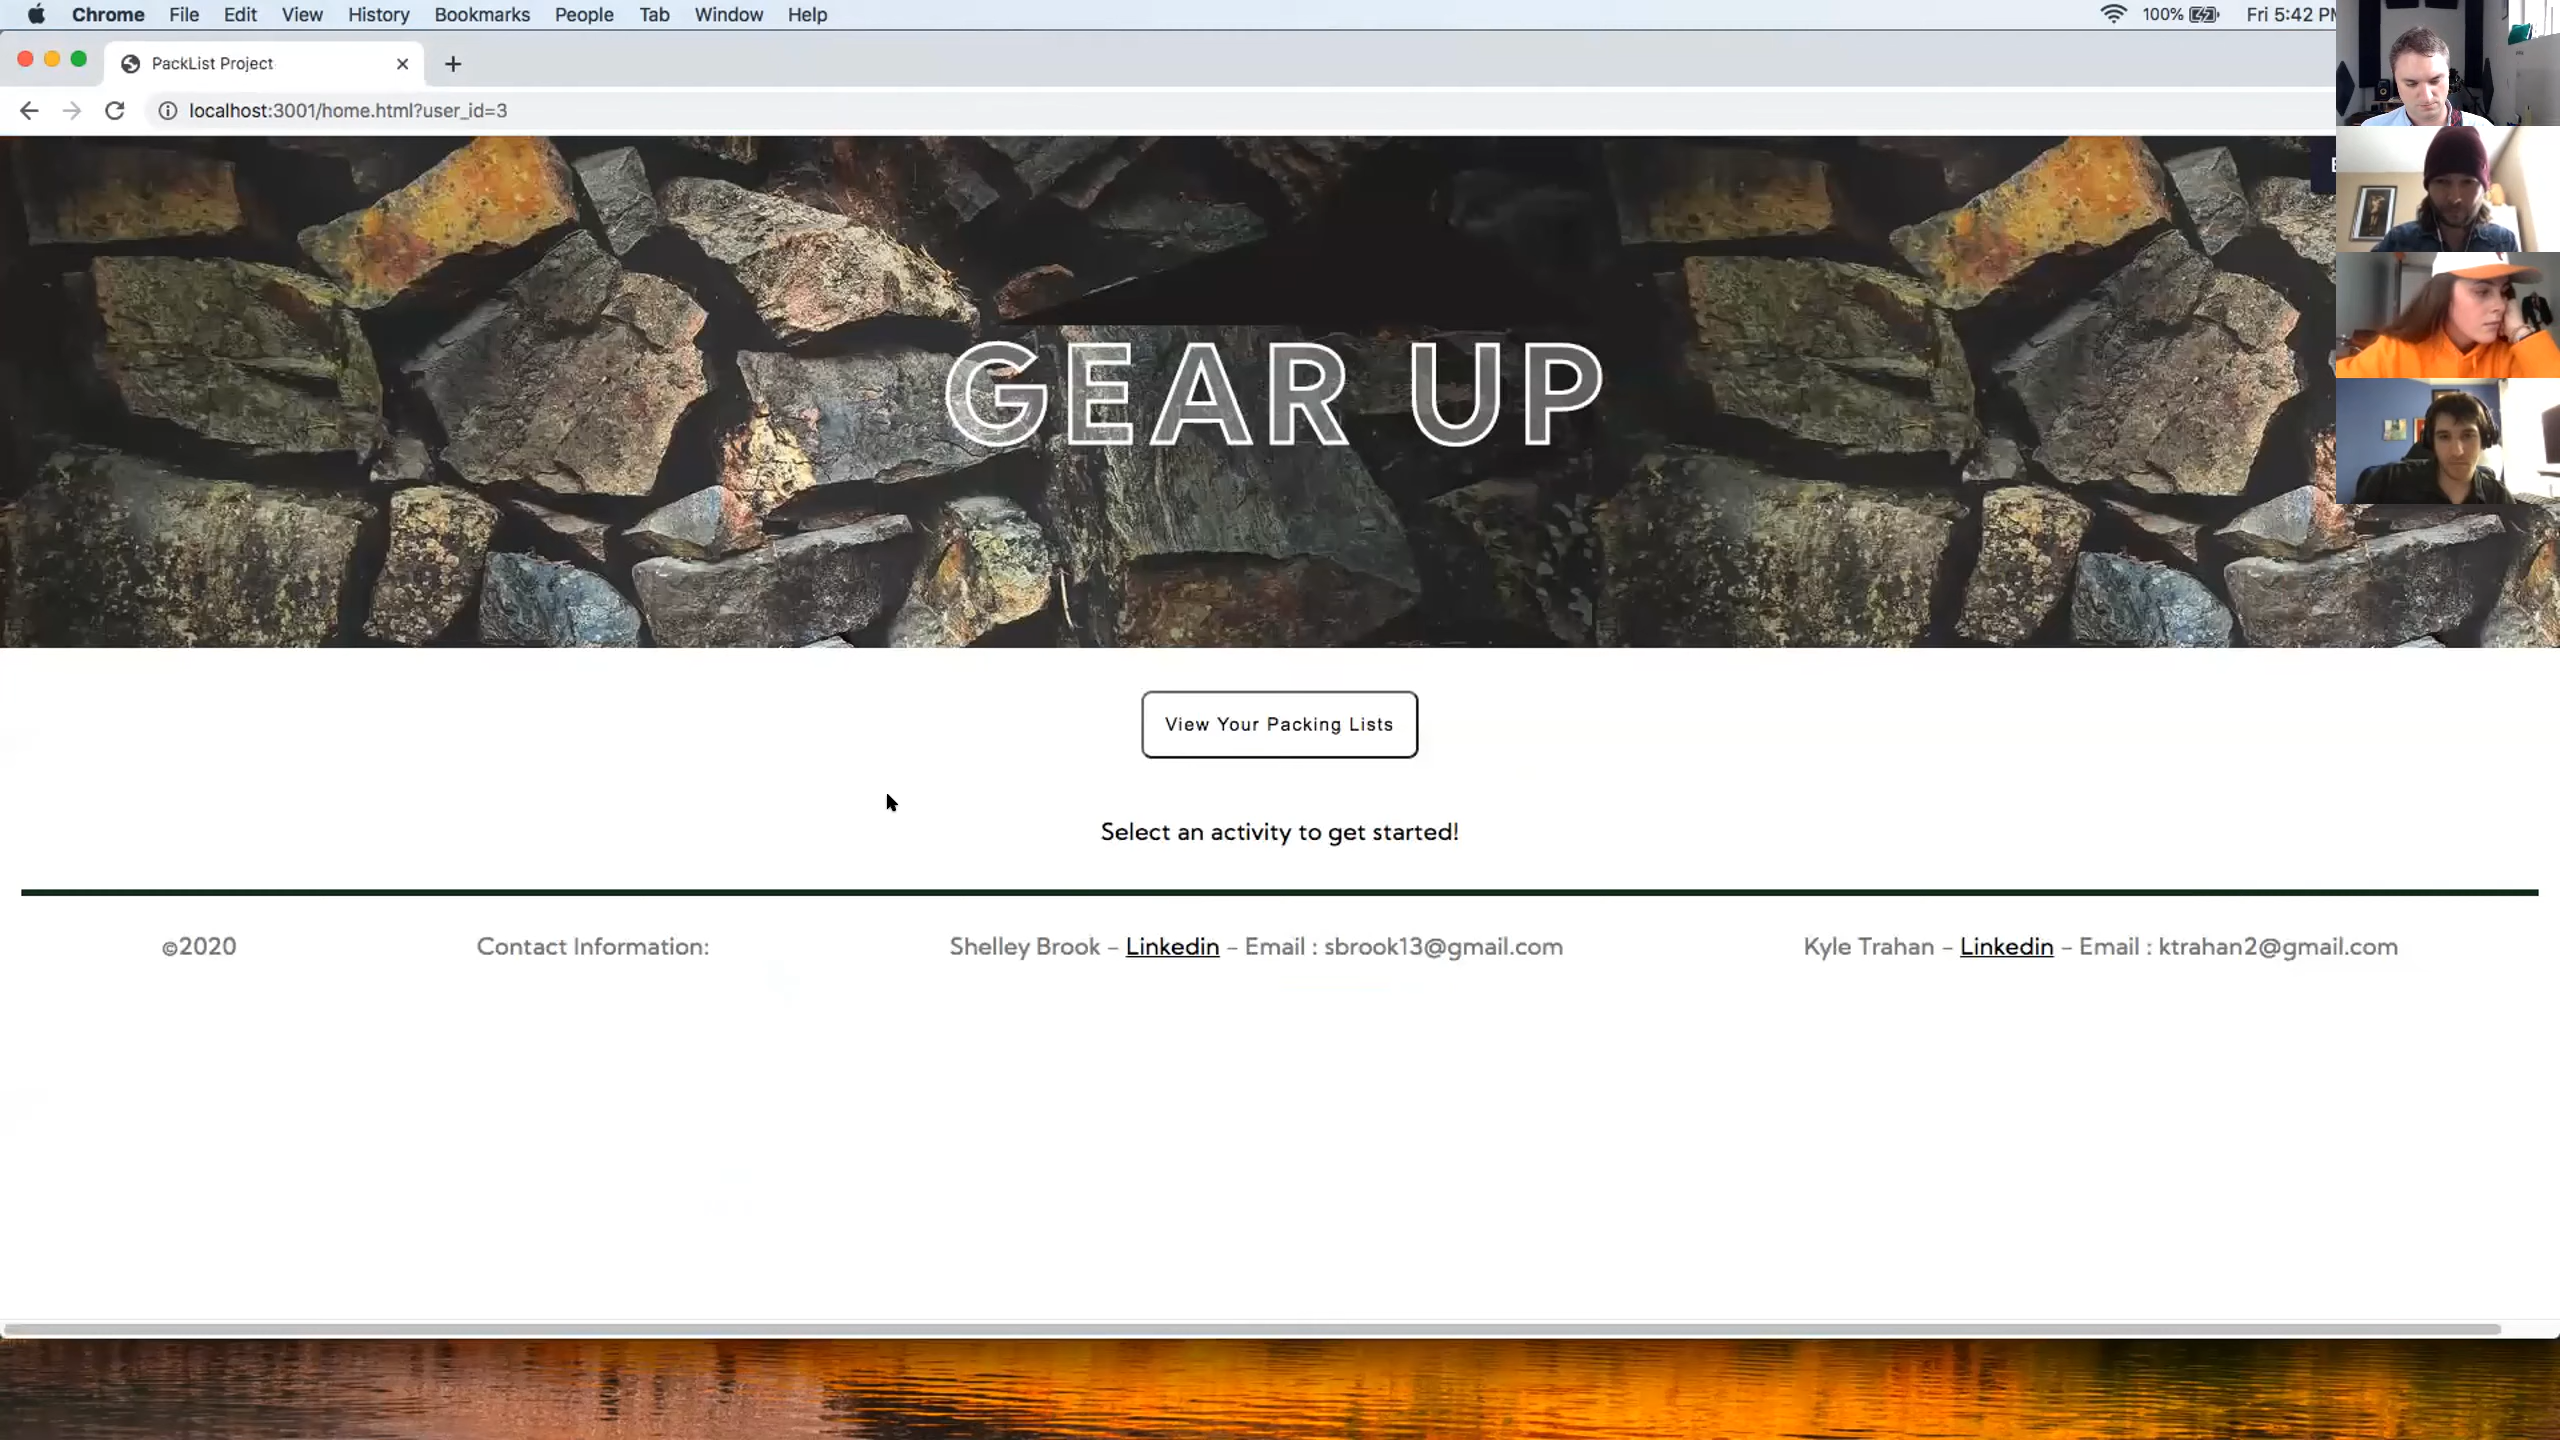 Chrome File Edit View History Bookmarks People Tab Window Help 100% Fri 5:42
PackList Project
localhost:3001/home.html?user_id=3
GEAR UP
View Your Packing Lists
Select an activity to get started!
©2020 Contact Information: Shelley Brook – Linkedin – Email : sbrook13@gmail.com Kyle Trahan – Linkedin – Email : ktrahan2@gmail.com